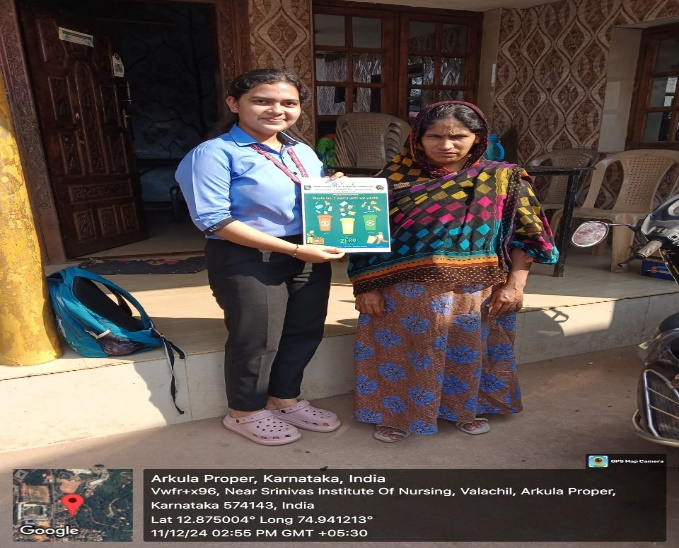 ZERO
GPS Map Camera
Google
Arkula Proper, Karnataka, India
Vwfr+x96, Near Srinivas Institute Of Nursing, Valachil, Arkula Proper,
Karnataka 574143, India
Lat 12.875004° Long 74.941213°
11/12/24 02:55 PM GMT +05:30